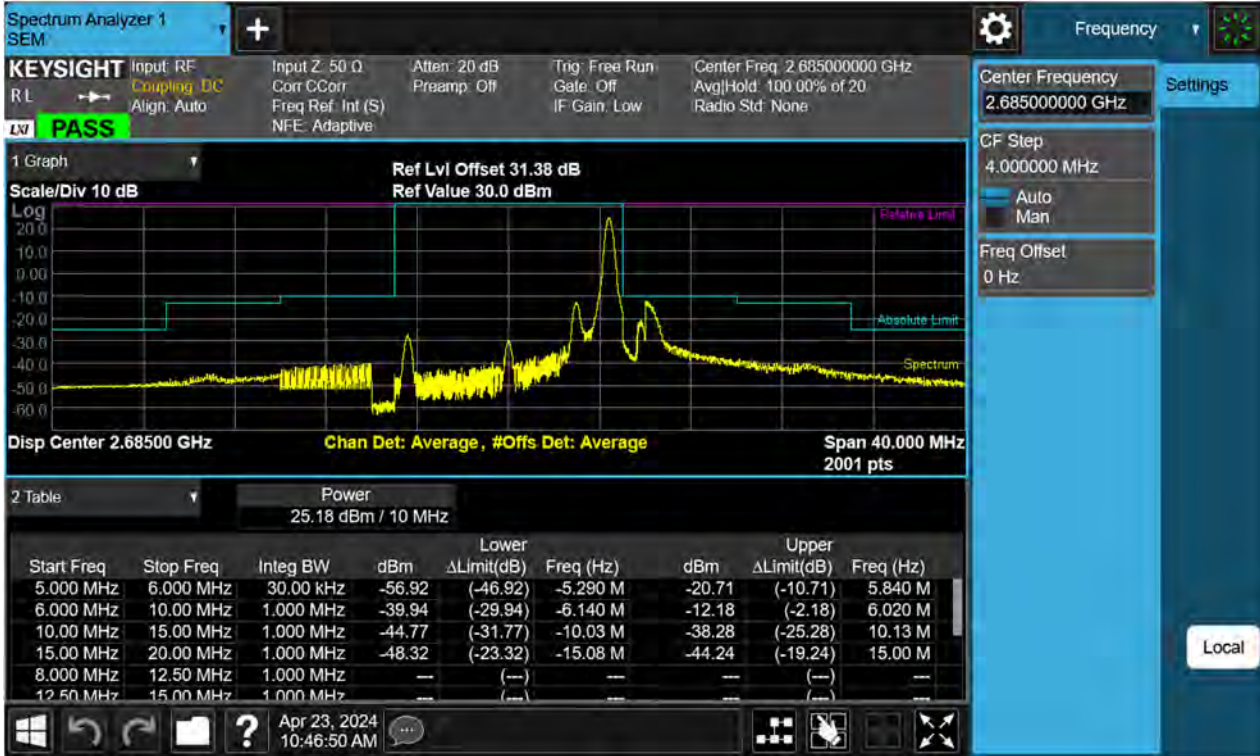 Spectrum Analyzer 1
SEM
+
Frequency
KEYSIGHT
R L
LXI
PASS
Input: RF
Coupling: DC
Align: Auto
Input Z: 50 Ω
Corr CCorr
Freq Ref: Int (S)
NFE: Adaptive
Atten: 20 dB
Preamp: Off
Trig: Free Run
Gate: Off
IF Gain: Low
Center Freq: 2.685000000 GHz
Avg|Hold: 100.00% of 20
Radio Std: None
Center Frequency
2.685000000 GHz
Settings
CF Step
4.000000 MHz
Auto
Man
Freq Offset
0 Hz
1 Graph
Scale/Div 10 dB
Ref Lvl Offset 31.38 dB
Ref Value 30.0 dBm
Log
20.0
10.0
0.00
-10.0
-20.0
-30.0
-40.0
-50.0
-60.0
Relative Limit
Absolute Limit
Spectrum
Disp Center 2.68500 GHz
Chan Det: Average, #Offs Det: Average
Span 40.000 MHz
2001 pts
2 Table
Power
25.18 dBm / 10 MHz
Lower Upper
Start Freq Stop Freq Integ BW dBm ΔLimit(dB) Freq (Hz) dBm ΔLimit(dB) Freq (Hz)
5.000 MHz 6.000 MHz 30.00 kHz -56.92 (-46.92) -5.290 M -20.71 (-10.71) 5.840 M
6.000 MHz 10.00 MHz 1.000 MHz -39.94 (-29.94) -6.140 M -12.18 (-2.18) 6.020 M
10.00 MHz 15.00 MHz 1.000 MHz -44.77 (-31.77) -10.03 M -38.28 (-25.28) 10.13 M
15.00 MHz 20.00 MHz 1.000 MHz -48.32 (-23.32) -15.08 M -44.24 (-19.24) 15.00 M
8.000 MHz 12.50 MHz 1.000 MHz --- (---) --- --- (---) ---
12.50 MHz 15.00 MHz 1.000 MHz --- (---) --- --- (---) ---
Local
?
Apr 23, 2024
10:46:50 AM